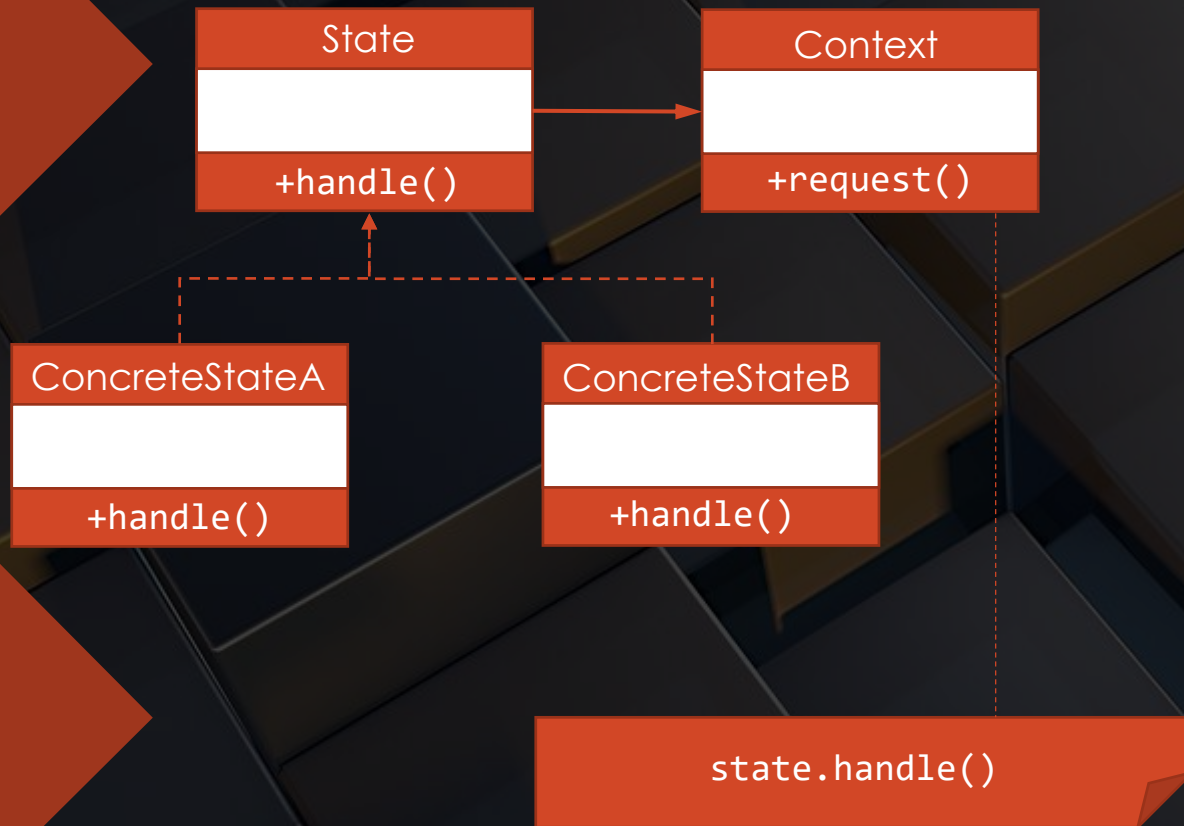 State
+handle()
Context
+request()
ConcreteStateA
+handle()
ConcreteStateB
+handle()
state.handle()